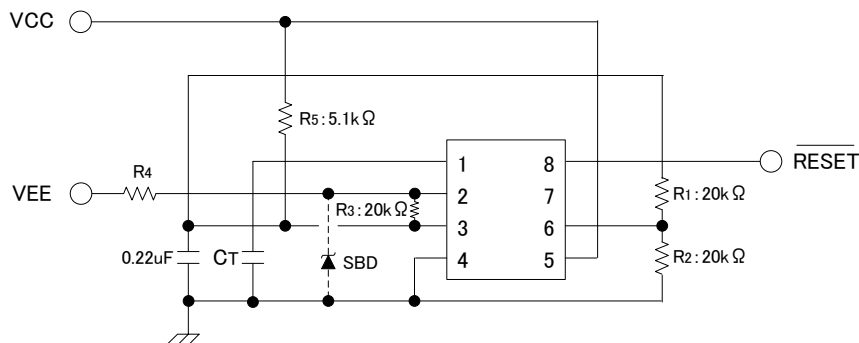 VCC
R5 : 5.1kΩ
R4
VEE
R3 : 20kΩ
0.22uF
CT
SBD
1 8
2 7
3 6
4 5
RESET
R1 : 20kΩ
R2 : 20kΩ